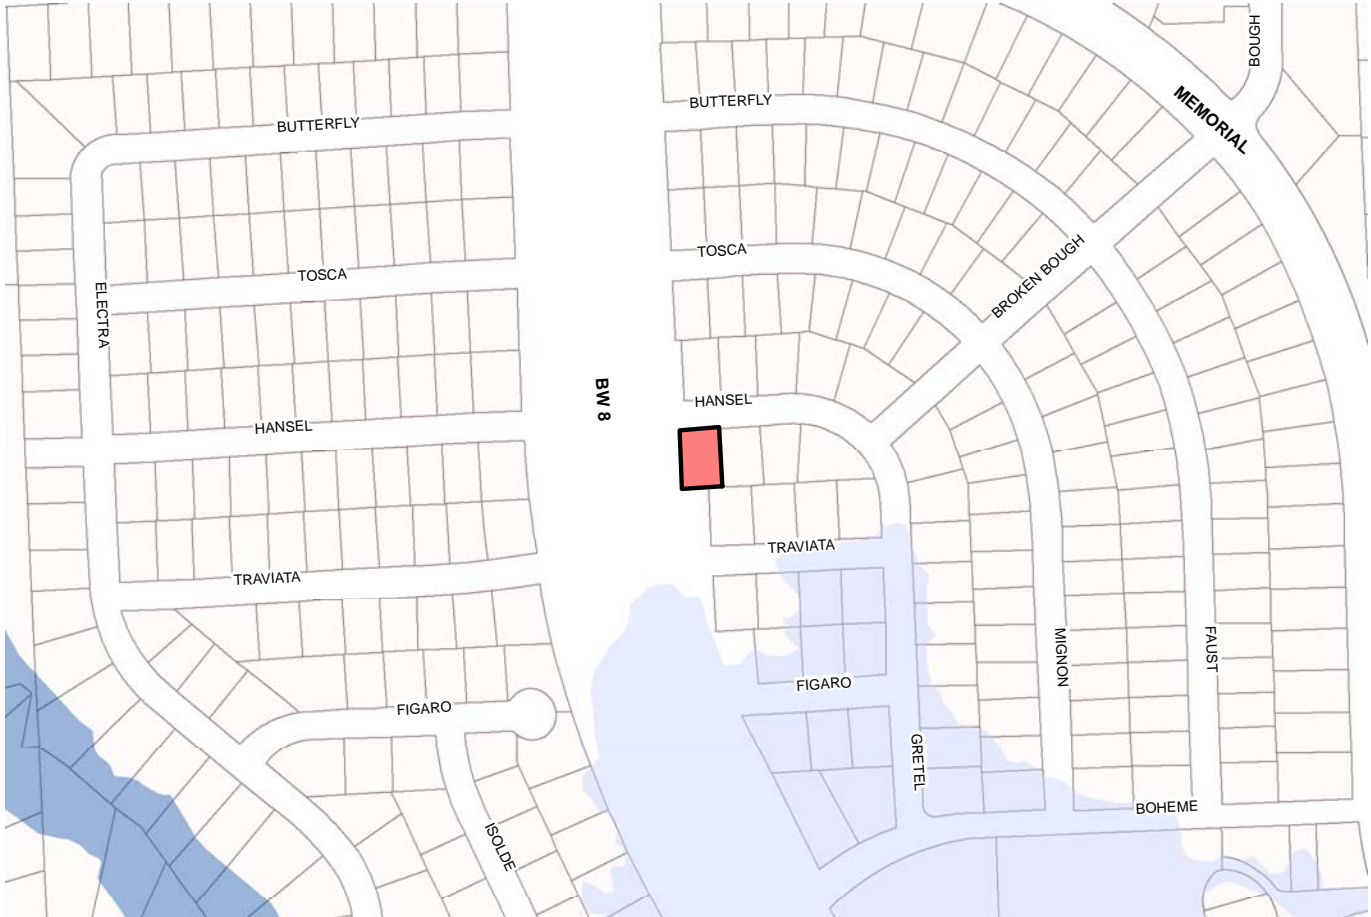 BOUGH
MEMORIAL
BUTTERFLY
BUTTERFLY
TOSCA
TOSCA
BROKEN BOUGH
ELECTRA
BW 8
HANSEL
HANSEL
TRAVIATA
TRAVIATA
MIGNON
FAUST
FIGARO
FIGARO
GRETEL
BOHEME
ISOLDE